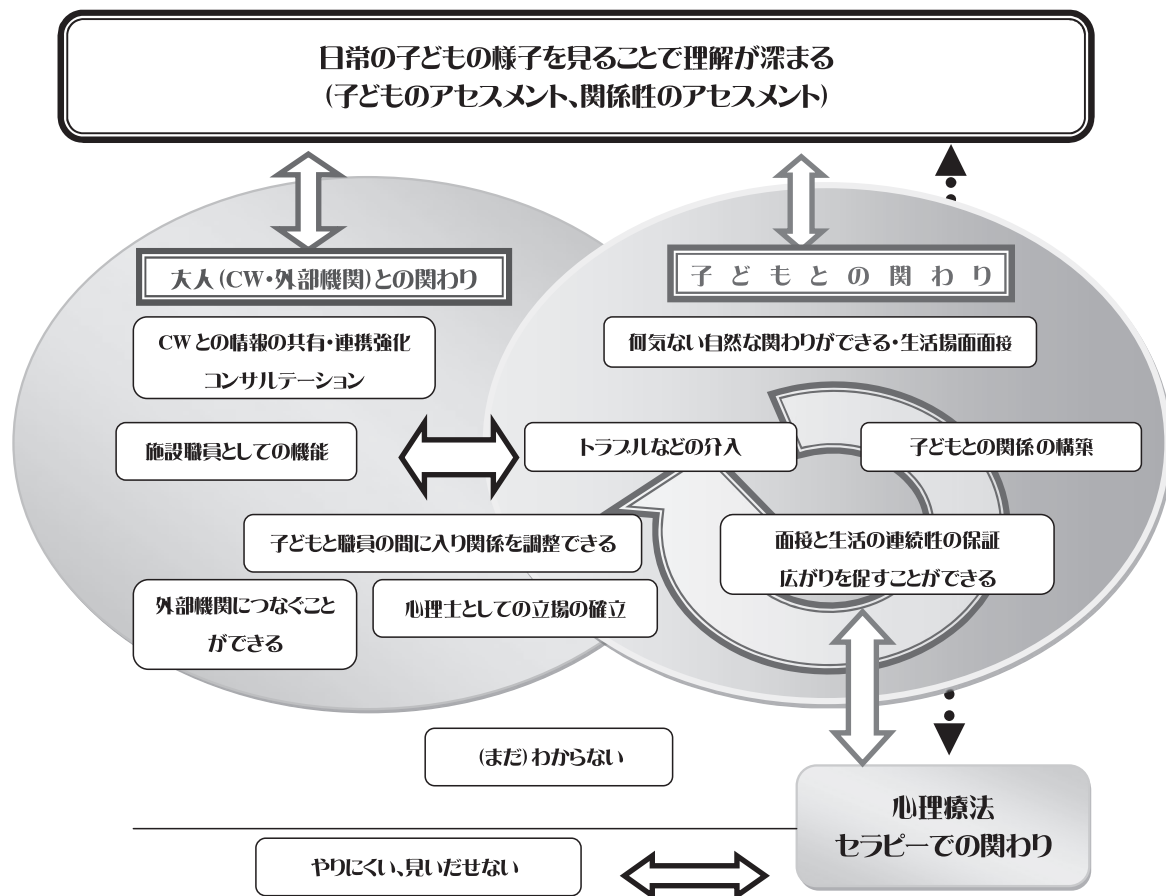 日常の子どもの様子を見ることで理解が深まる
(子どものアセスメント、関係性のアセスメント)
大人(CW・外部機関)との関わり
子どもとの関わり
CWとの情報の共有・連携強化
コンサルテーション
何気ない自然な関わりができる・生活場面面接
施設職員としての機能
トラブルなどの介入
子どもとの関係の構築
子どもと職員の間に入り関係を調整できる
面接と生活の連続性の保証
広がりを促すことができる
外部機関につなぐこと
ができる
心理士としての立場の確立
(まだ)わからない
心理療法
セラピーでの関わり
やりにくい、見いだせない